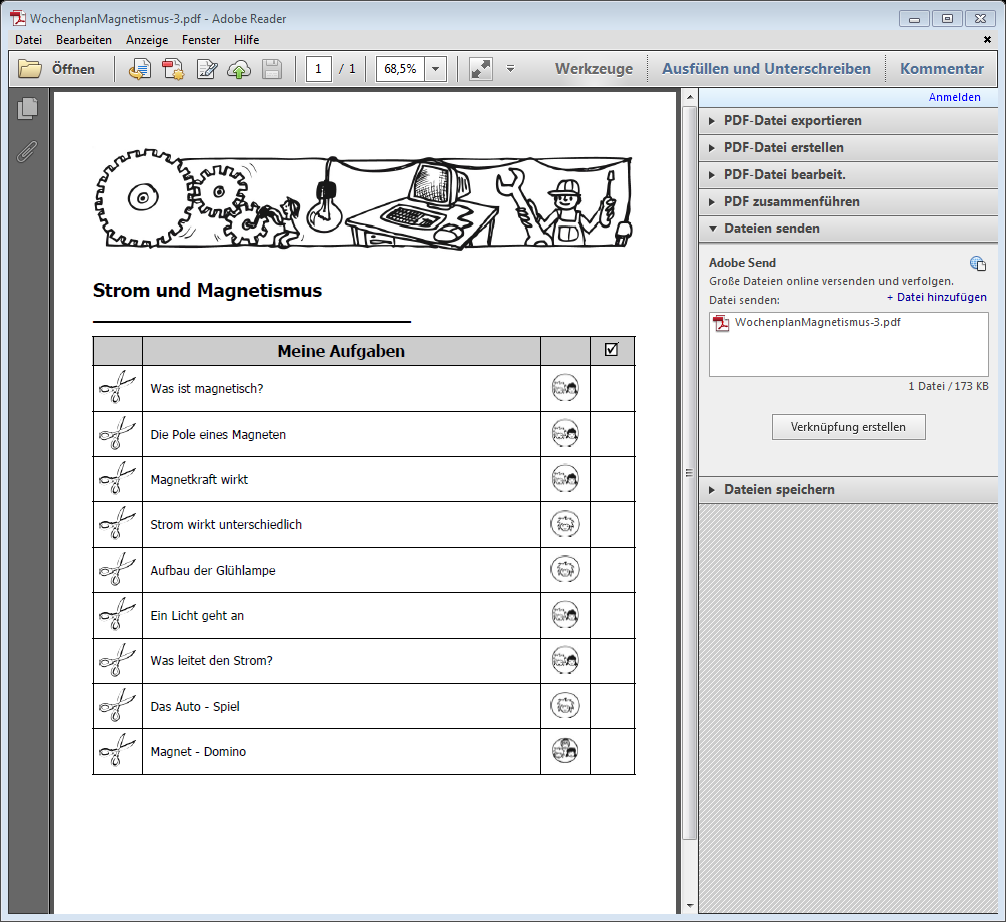 WochenplanMagnetismus-3.pdf - Adobe Reader
Datei Bearbeiten Anzeige Fenster Hilfe
Öffnen 1 / 1 68,5% Werkzeuge Ausfüllen und Unterschreiben Kommentar
Anmelden
PDF-Datei exportieren
PDF-Datei erstellen
PDF-Datei bearbeit.
PDF zusammenführen
Dateien senden
Adobe Send
Große Dateien online versenden und verfolgen.
Datei senden: + Datei hinzufügen
WochenplanMagnetismus-3.pdf
1 Datei / 173 KB
Verknüpfung erstellen
Dateien speichern
Strom und Magnetismus
Meine Aufgaben
Was ist magnetisch?
Die Pole eines Magneten
Magnetkraft wirkt
Strom wirkt unterschiedlich
Aufbau der Glühlampe
Ein Licht geht an
Was leitet den Strom?
Das Auto - Spiel
Magnet - Domino